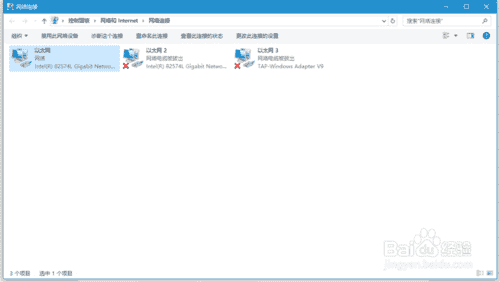 网络连接
控制面板 › 网络和 Internet › 网络连接
搜索"网络连接"
组织 禁用此网络设备 诊断这个连接 重命名此连接 查看此连接的状态 更改此连接的设置
以太网
网络
Intel(R) 82574L Gigabit Netwo...
以太网 2
网络电缆被拔出
Intel(R) 82574L Gigabit Netwo...
以太网 3
网络电缆被拔出
TAP-Windows Adapter V9
3 个项目 选中 1 个项目
Baidu 经验
jingyan.baidu.com